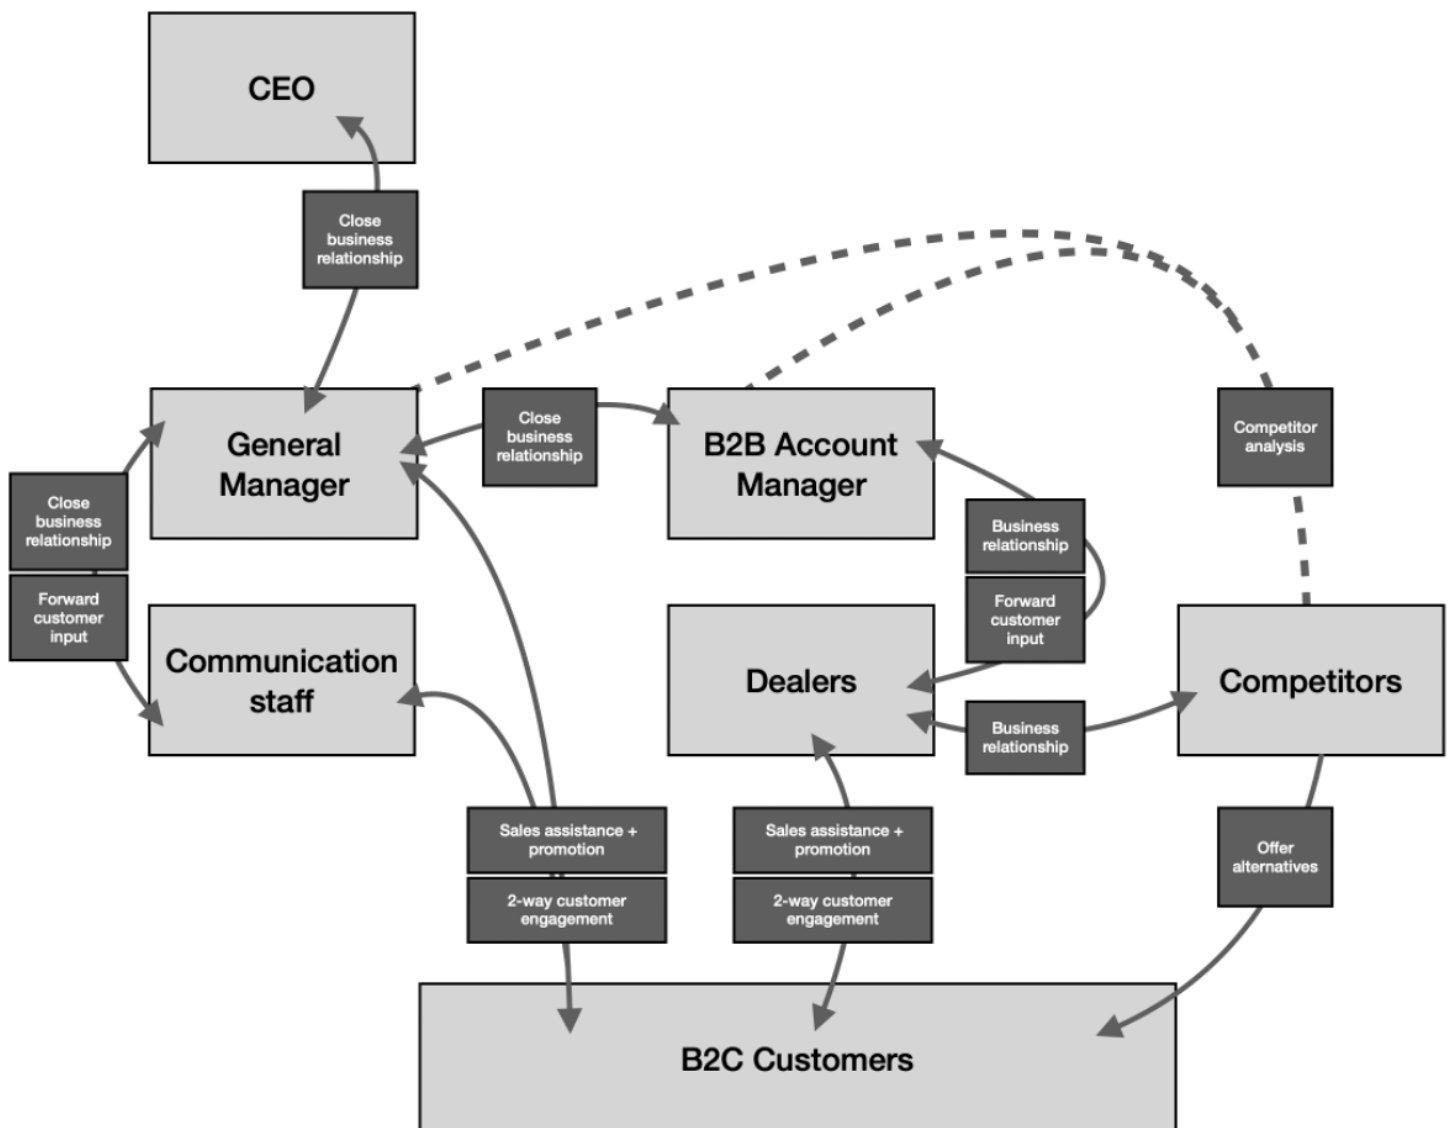 CEO
Close
business
relationship
General
Manager
Close
business
relationship
B2B Account
Manager
Competitor
analysis
Close
business
relationship
Forward
customer
input
Business
relationship
Forward
customer
input
Communication
staff
Dealers
Business
relationship
Competitors
Sales assistance +
promotion
2-way customer
engagement
Sales assistance +
promotion
2-way customer
engagement
Offer
alternatives
B2C Customers